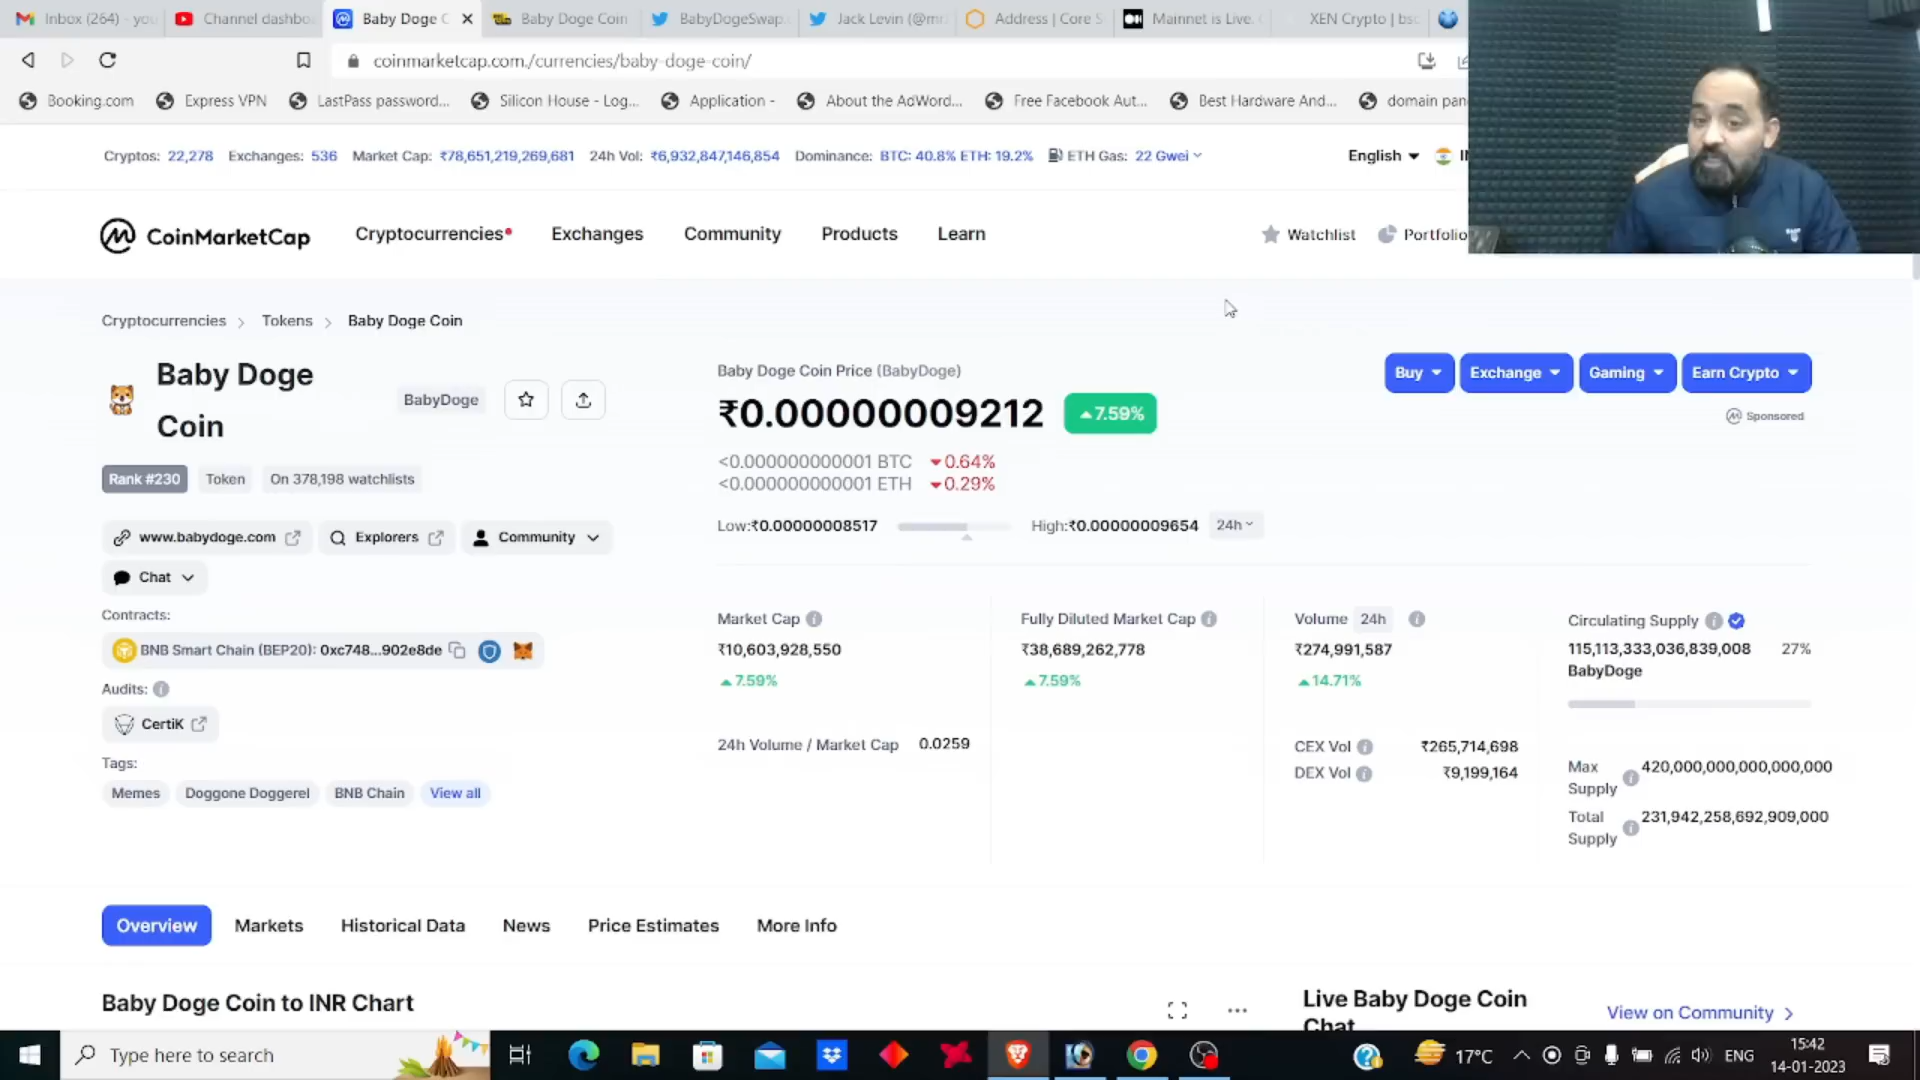 Inbox (264) - you
Channel dashboa
Baby Doge C
Baby Doge Coin
BabyDogeSwap.
Jack Levin (@mr
Address | Core S
Mainnet is Live.
XEN Crypto | bsc
coinmarketcap.com./currencies/baby-doge-coin/
Booking.com
Express VPN
LastPass password...
Silicon House - Log...
Application -
About the AdWord...
Free Facebook Aut...
Best Hardware And...
domain pan
Cryptos: 22,278 Exchanges: 536 Market Cap: ₹78,651,219,269,681 24h Vol: ₹6,932,847,146,854 Dominance: BTC: 40.8% ETH: 19.2% ETH Gas: 22 Gwei
English
IN
CoinMarketCap
Cryptocurrencies
Exchanges
Community
Products
Learn
Watchlist
Portfolio
Cryptocurrencies > Tokens > Baby Doge Coin
Baby Doge
Coin
BabyDoge
Rank #230
Token
On 378,198 watchlists
www.babydoge.com
Explorers
Community
Chat
Contracts:
BNB Smart Chain (BEP20): 0xc748...902e8de
Audits:
CertiK
Tags:
Memes
Doggone Doggerel
BNB Chain
View all
Baby Doge Coin Price (BabyDoge)
₹0.00000009212
7.59%
<0.000000000001 BTC 0.64%
<0.000000000001 ETH 0.29%
Low:₹0.00000008517
High:₹0.00000009654
24h
Buy
Exchange
Gaming
Earn Crypto
Sponsored
Market Cap
₹10,603,928,550
7.59%
24h Volume / Market Cap 0.0259
Fully Diluted Market Cap
₹38,689,262,778
7.59%
Volume 24h
₹274,991,587
14.71%
CEX Vol ₹265,714,698
DEX Vol ₹9,199,164
Circulating Supply
115,113,333,036,839,008 27%
BabyDoge
Max 420,000,000,000,000,000
Supply
Total 231,942,258,692,909,000
Supply
Overview
Markets
Historical Data
News
Price Estimates
More Info
Baby Doge Coin to INR Chart
Live Baby Doge Coin
Chat
View on Community >
Type here to search
17°C
ENG
15:42
14-01-2023